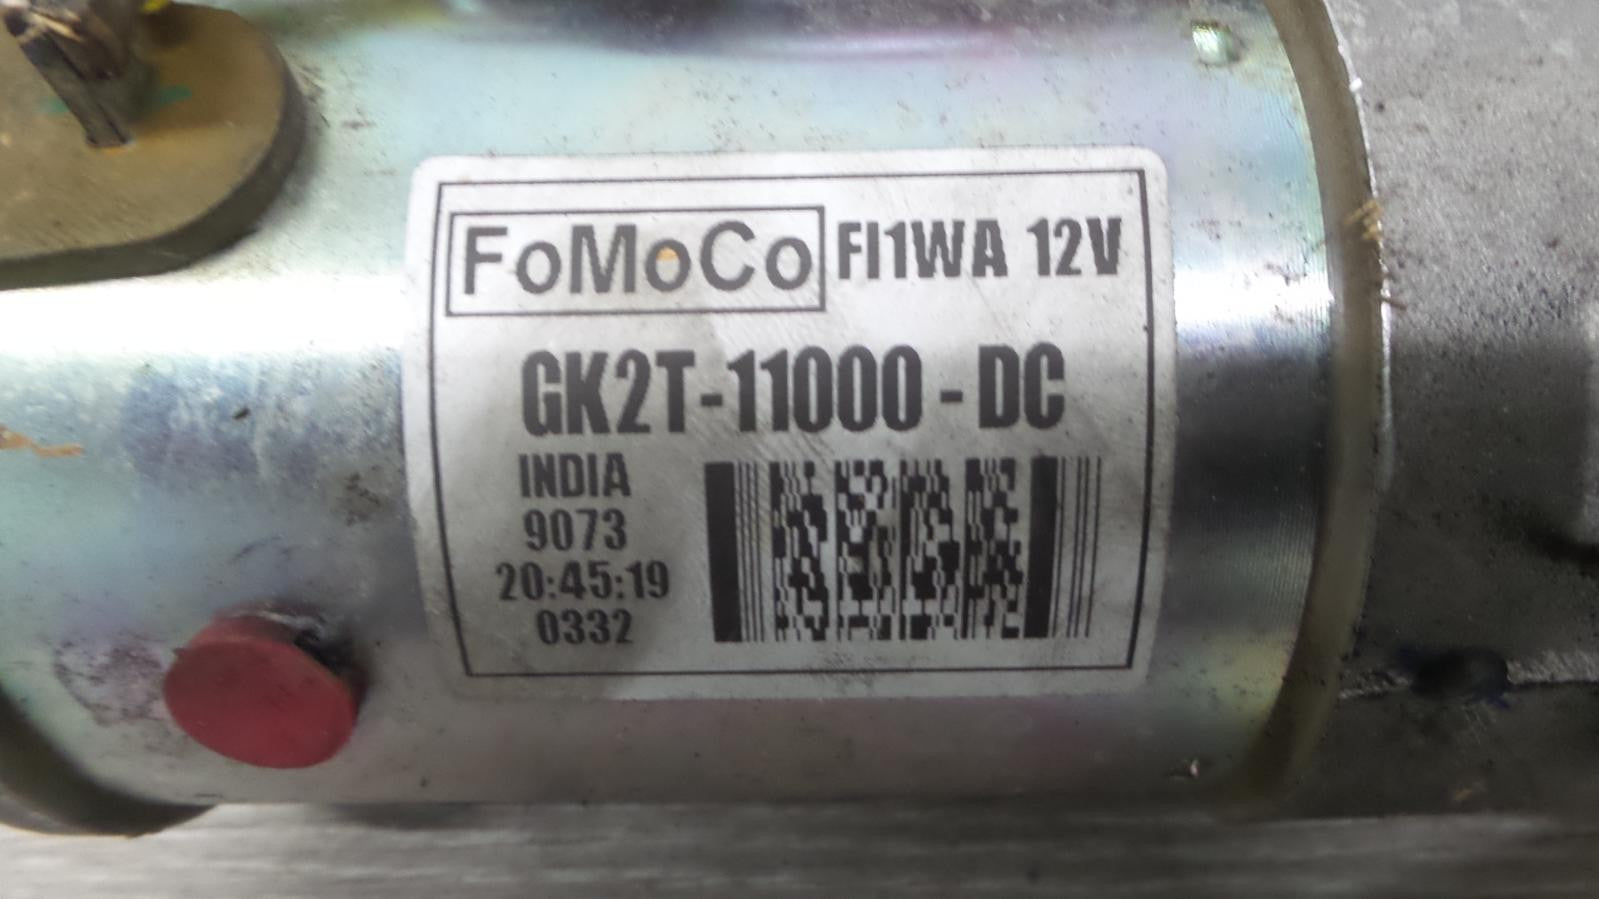 FoMoCo FI1WA 12V
GK2T-11000-DC
INDIA
9073
20:45:19
0332